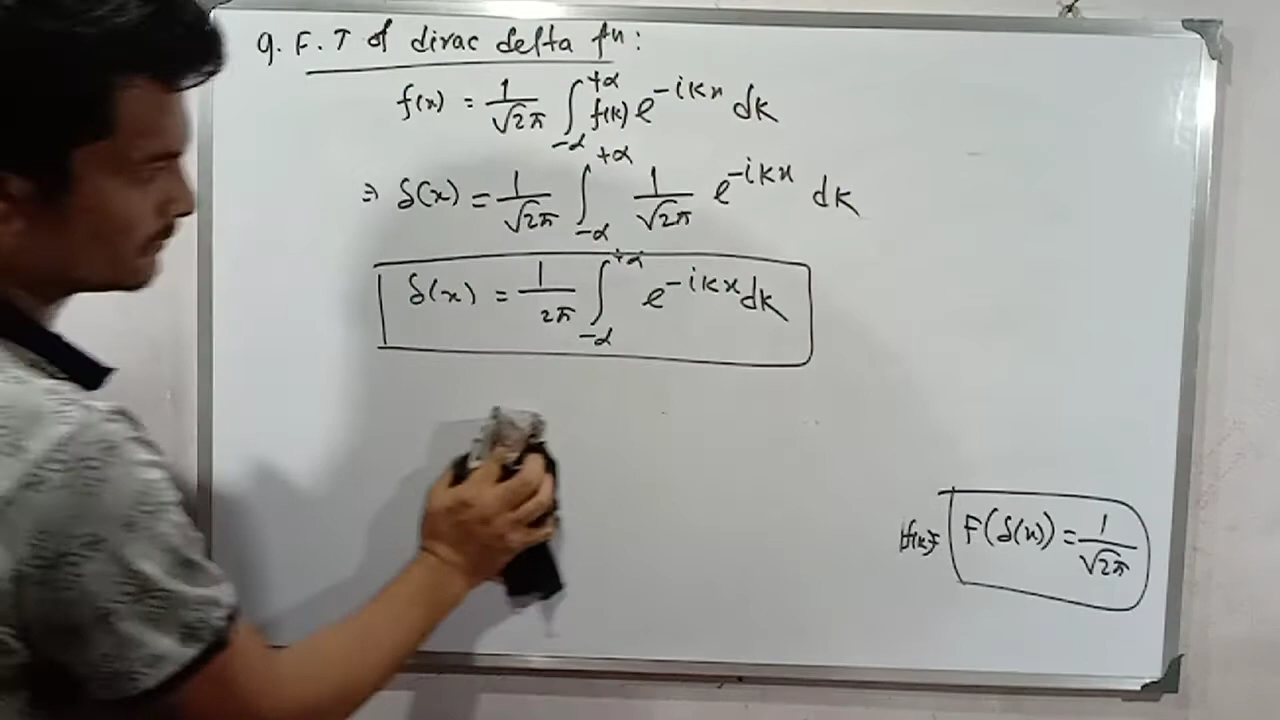 9. F.T of dirac delta fn:
f(x) = 1/√2π ∫_{-α}^{+α} f(k) e^{-ikx} dk
⇒ δ(x) = 1/√2π ∫_{-α}^{+α} 1/√2π e^{-ikx} dk
δ(x) = 1/2π ∫_{-α}^{+α} e^{-ikx} dk
f(k)= F(δ(x)) = 1/√2π